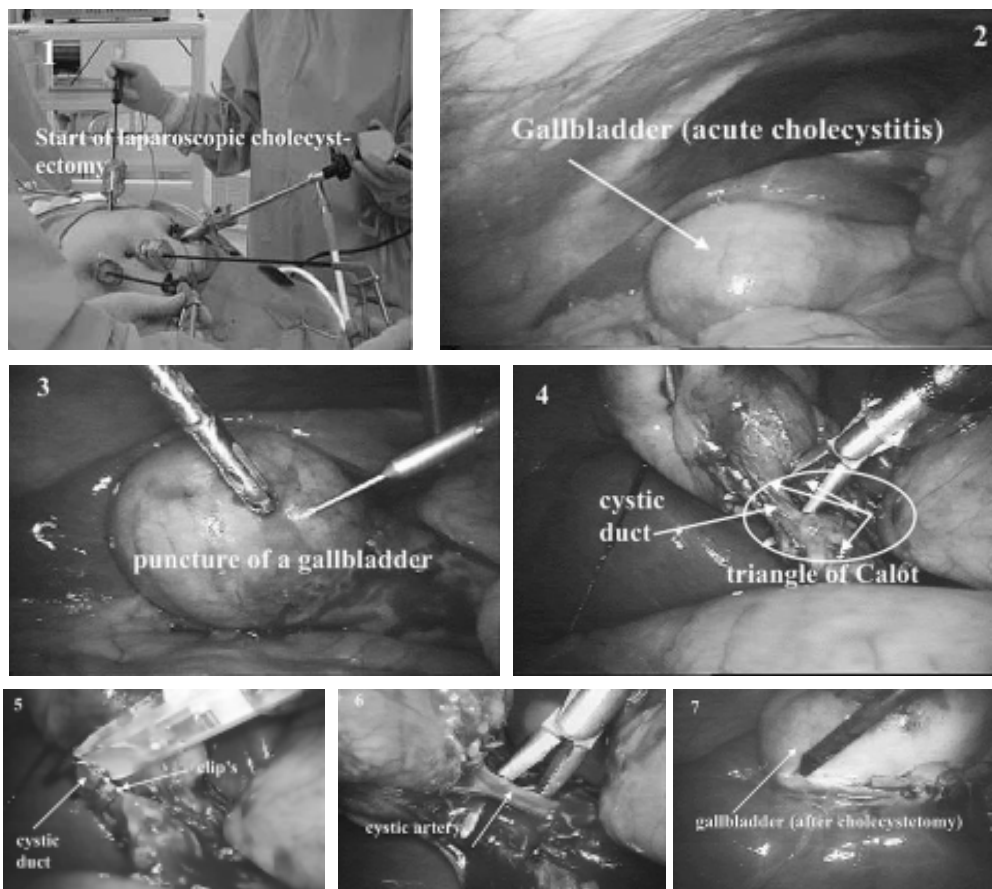 1
Start of laparoscopic cholecyst-
ectomy
2
Gallbladder (acute cholecystitis)
3
puncture of a gallbladder
4
cystic
duct
triangle of Calot
5
clip's
cystic
duct
6
cystic artery
7
gallbladder (after cholecystetomy)